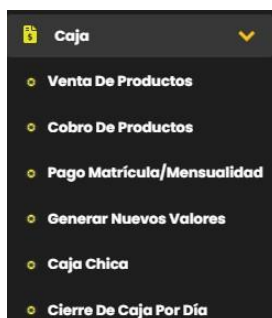 Caja
Venta De Productos
Cobro De Productos
Pago Matrícula/Mensualidad
Generar Nuevos Valores
Caja Chica
Cierre De Caja Por Día